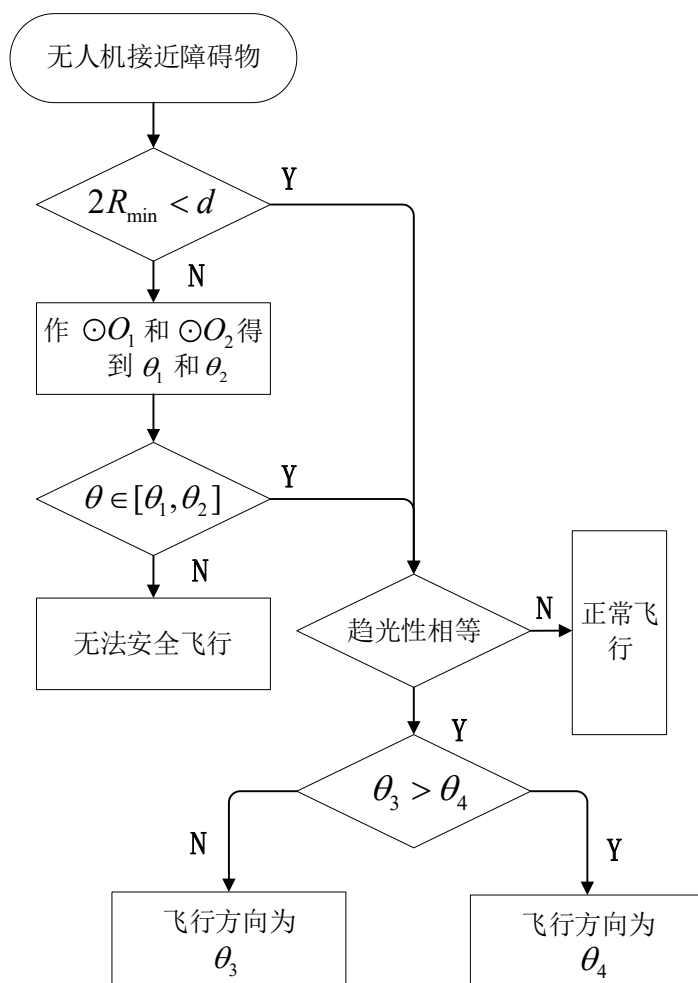 无人机接近障碍物
Y
2R_min < d
N
作 ⊙O₁ 和 ⊙O₂ 得
到 θ₁ 和 θ₂
Y
θ ∈ [θ₁, θ₂]
N
无法安全飞行
趋光性相等
N
正常飞
行
Y
θ₃ > θ₄
N
Y
飞行方向为
θ₃
飞行方向为
θ₄